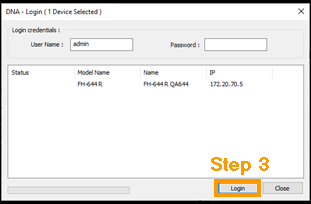 DNA - Login ( 1 Device Selected )
Login credentials :
User Name : admin Password :
Status Model Name Name IP
FH-644 R FH-644 R QA644 172.20.70.5
Step 3
Login Close